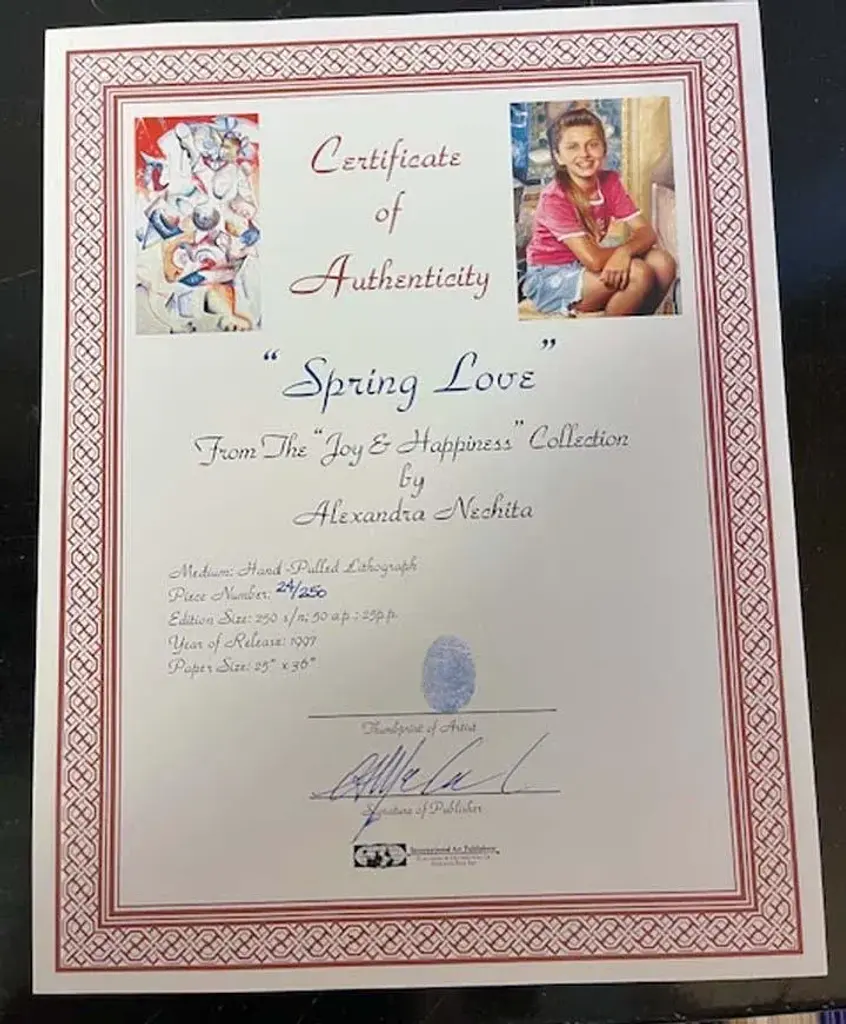 Certificate
of
Authenticity
“Spring Love”
From The “Joy & Happiness” Collection
by
Alexandra Nechita
Medium: Hand-Pulled Lithograph
Piece Number: 24/250
Edition Size: 250 s/n; 50 a.p.; 25p.p.
Year of Release: 1997
Paper Size: 25" x 36"
Thumbprint of Artist
Signature of Publisher
International Art Publishers